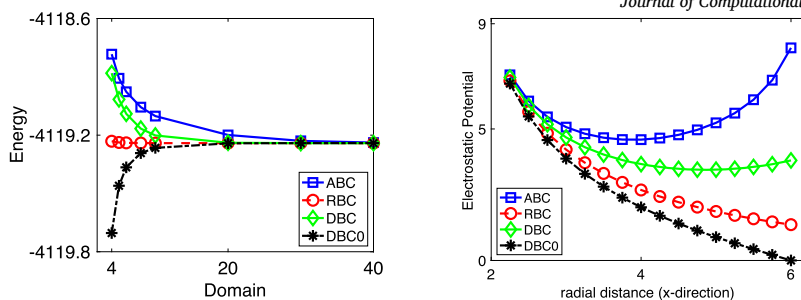 Journal of Computational
-4118.6
-4119.2
-4119.8
Energy
4 20 40
Domain
ABC
RBC
DBC
DBC0
9
5
0
Electrostatic Potential
2 4 6
radial distance (x-direction)
ABC
RBC
DBC
DBC0